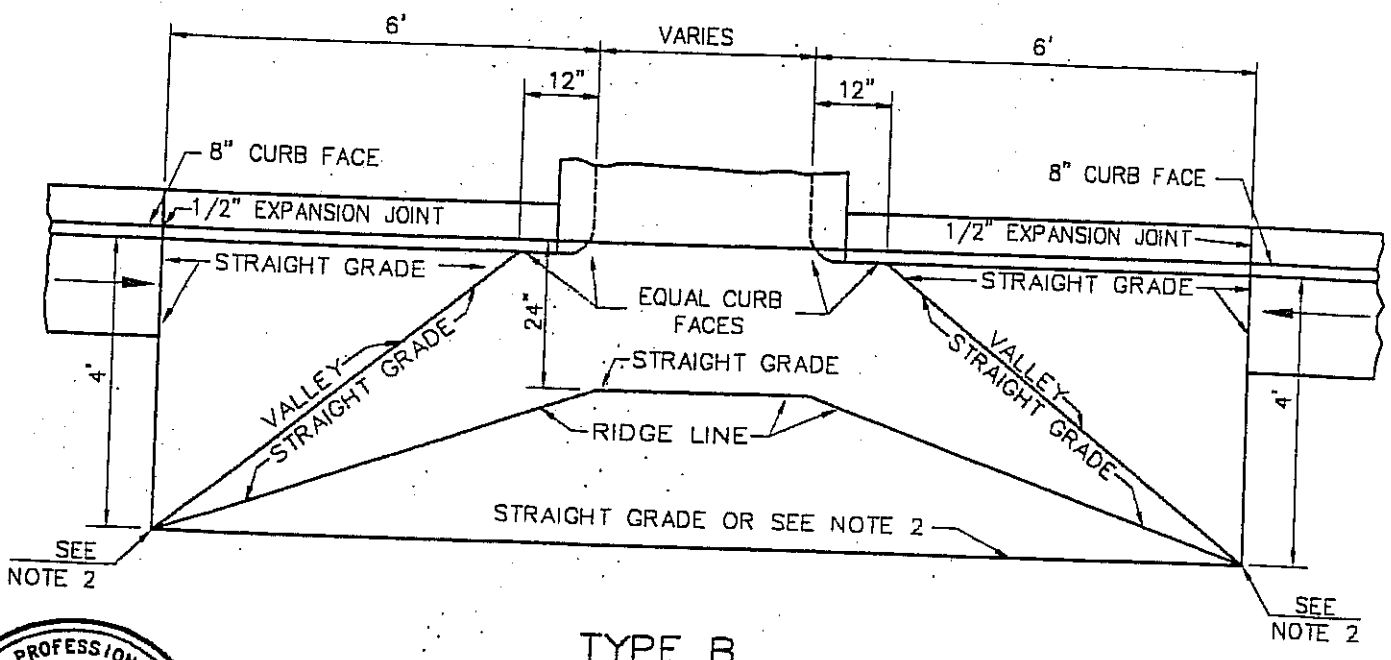 6'
VARIES
6'
12"
12"
8" CURB FACE
8" CURB FACE
1/2" EXPANSION JOINT
1/2" EXPANSION JOINT
STRAIGHT GRADE
STRAIGHT GRADE
EQUAL CURB
FACES
24"
4'
4'
VALLEY
STRAIGHT GRADE
STRAIGHT GRADE
VALLEY
STRAIGHT GRADE
RIDGE LINE
STRAIGHT GRADE OR SEE NOTE 2
SEE
NOTE 2
SEE
NOTE 2
TYPE B